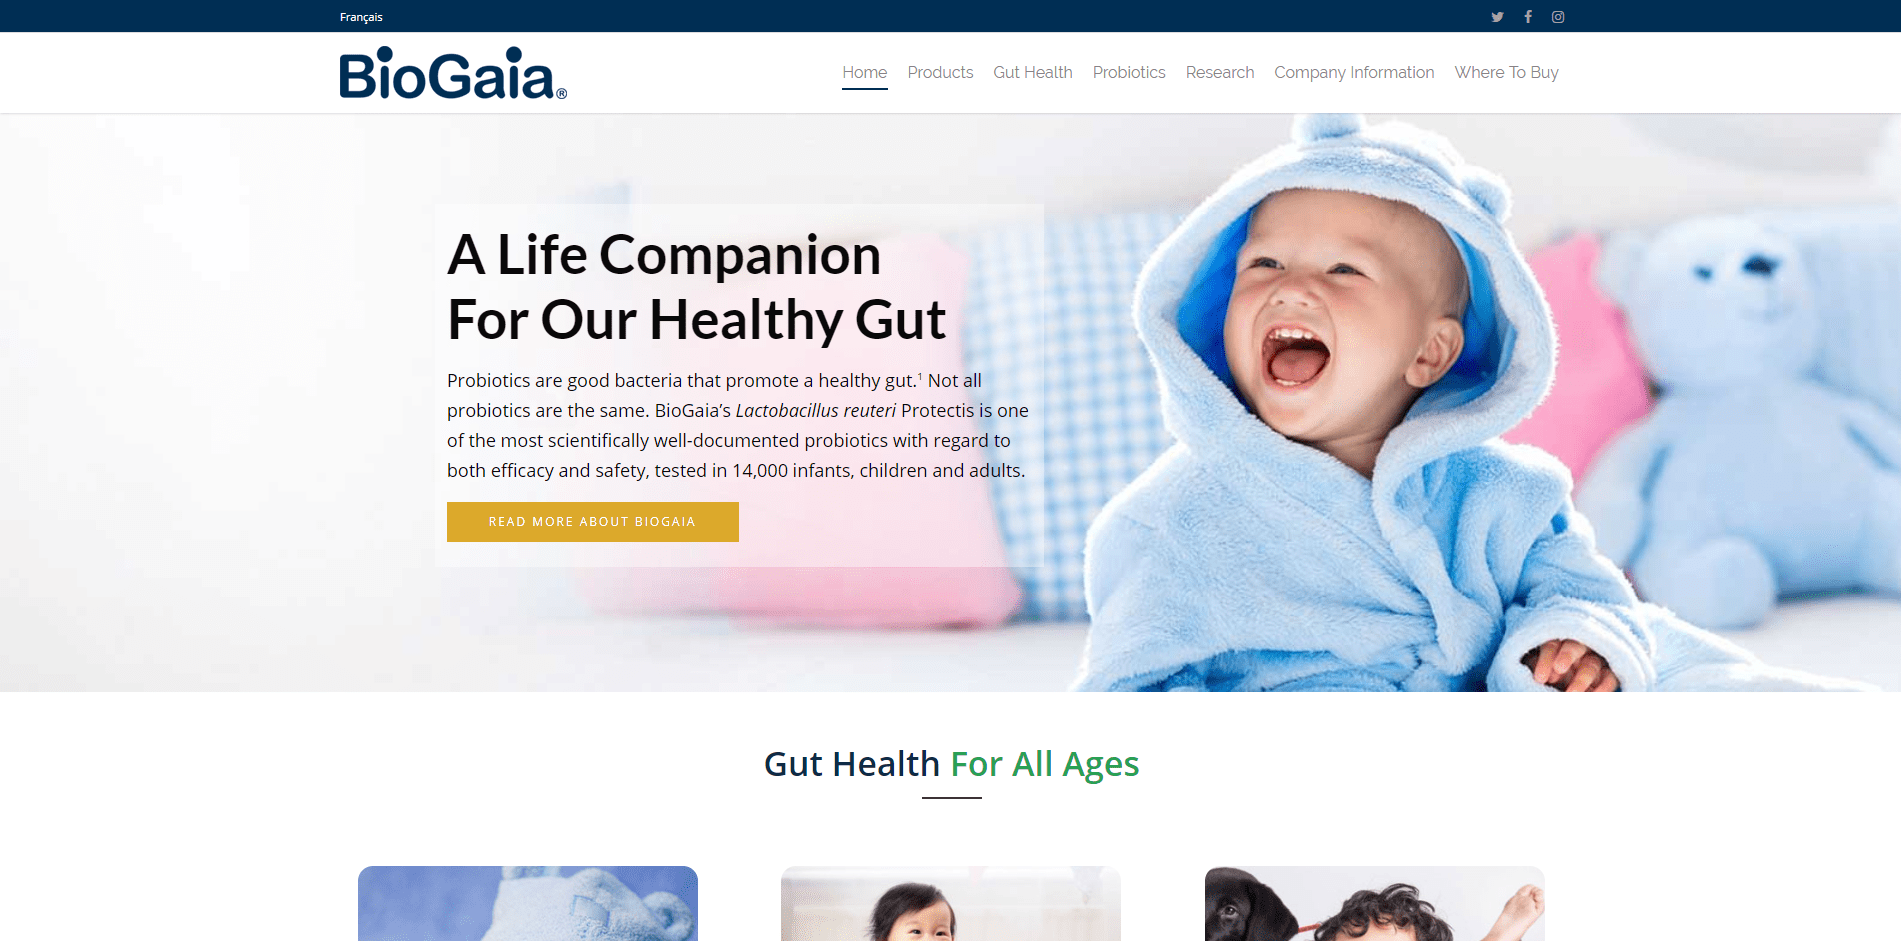 Français
BioGaia®
Home Products Gut Health Probiotics Research Company Information Where To Buy
A Life Companion
For Our Healthy Gut
Probiotics are good bacteria that promote a healthy gut.¹ Not all
probiotics are the same. BioGaia’s Lactobacillus reuteri Protectis is one
of the most scientifically well-documented probiotics with regard to
both efficacy and safety, tested in 14,000 infants, children and adults.
READ MORE ABOUT BIOGAIA
Gut Health For All Ages